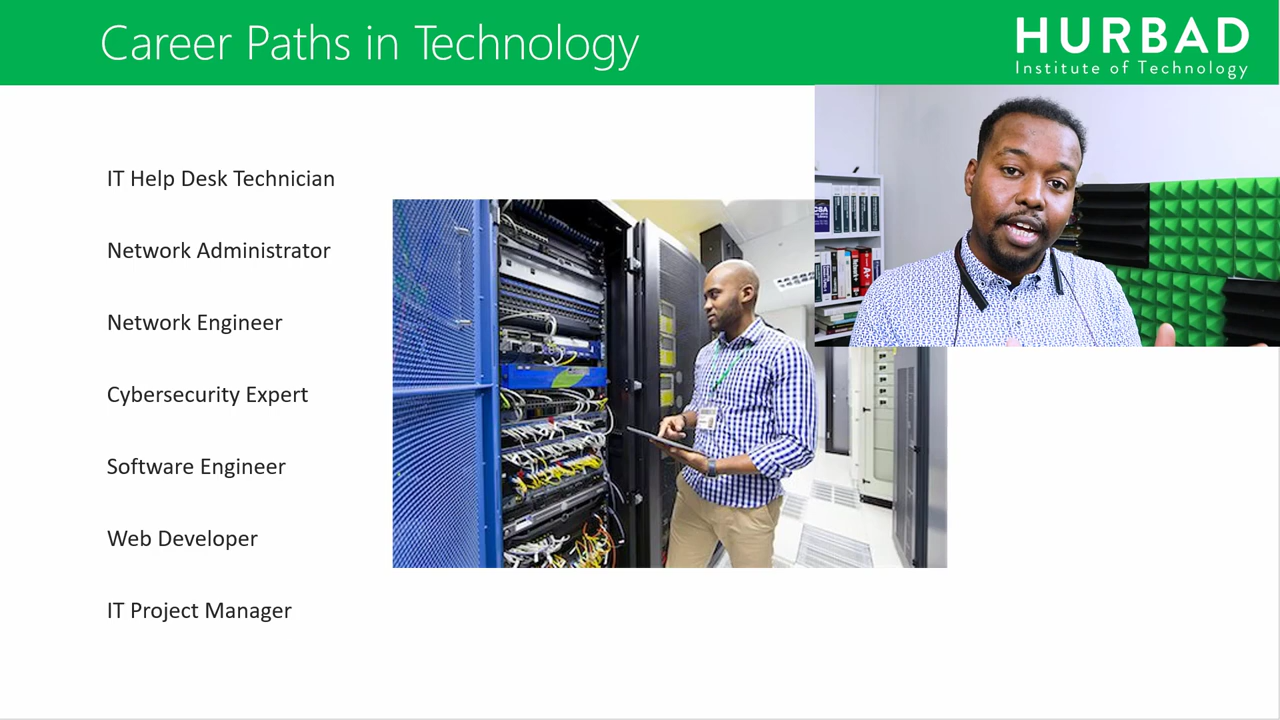 Career Paths in Technology
HURBAD
Institute of Technology
IT Help Desk Technician
Network Administrator
Network Engineer
Cybersecurity Expert
Software Engineer
Web Developer
IT Project Manager
CSA
A+